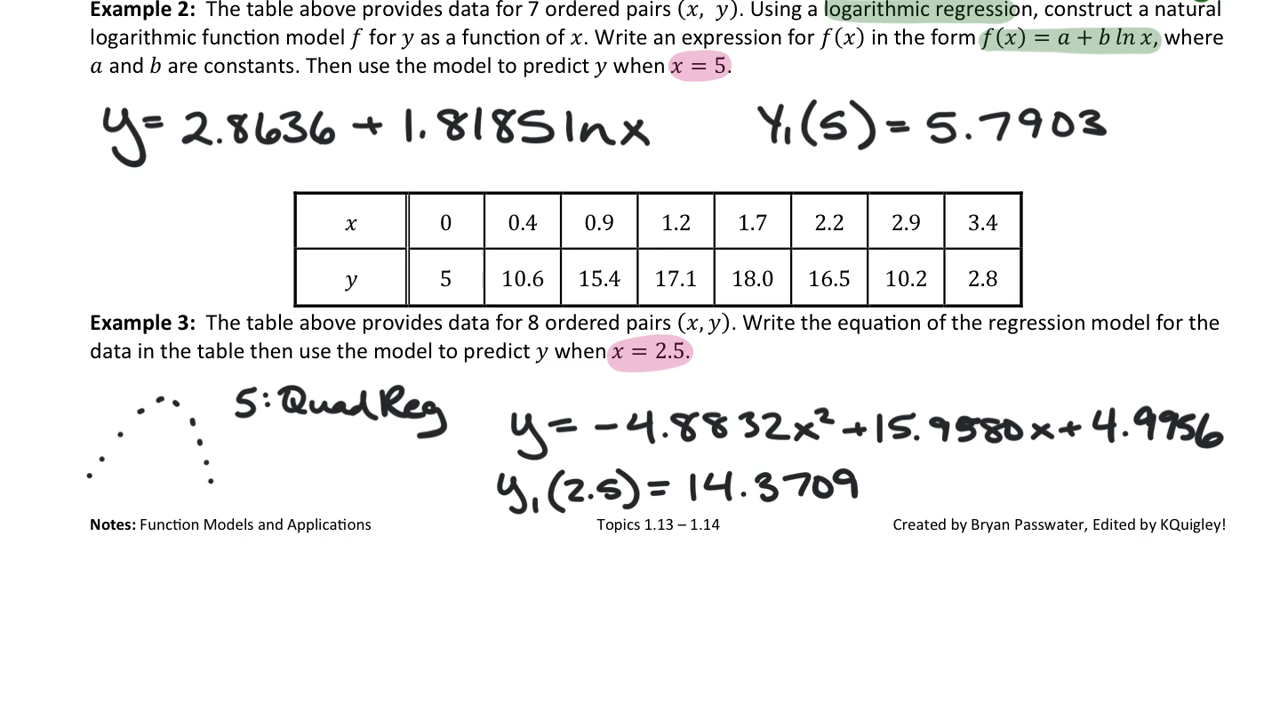 Example 2: The table above provides data for 7 ordered pairs (x, y). Using a logarithmic regression, construct a natural
logarithmic function model f for y as a function of x. Write an expression for f(x) in the form f(x) = a + b ln x, where
a and b are constants. Then use the model to predict y when x = 5.
y = 2.8636 + 1.8185 ln x Y₁(5) = 5.7903
x 0 0.4 0.9 1.2 1.7 2.2 2.9 3.4
y 5 10.6 15.4 17.1 18.0 16.5 10.2 2.8
Example 3: The table above provides data for 8 ordered pairs (x, y). Write the equation of the regression model for the
data in the table then use the model to predict y when x = 2.5.
5: QuadReg y = -4.8832x² + 15.9580x + 4.9956
y₁(2.5) = 14.3709
Notes: Function Models and Applications Topics 1.13 – 1.14 Created by Bryan Passwater, Edited by KQuigley!